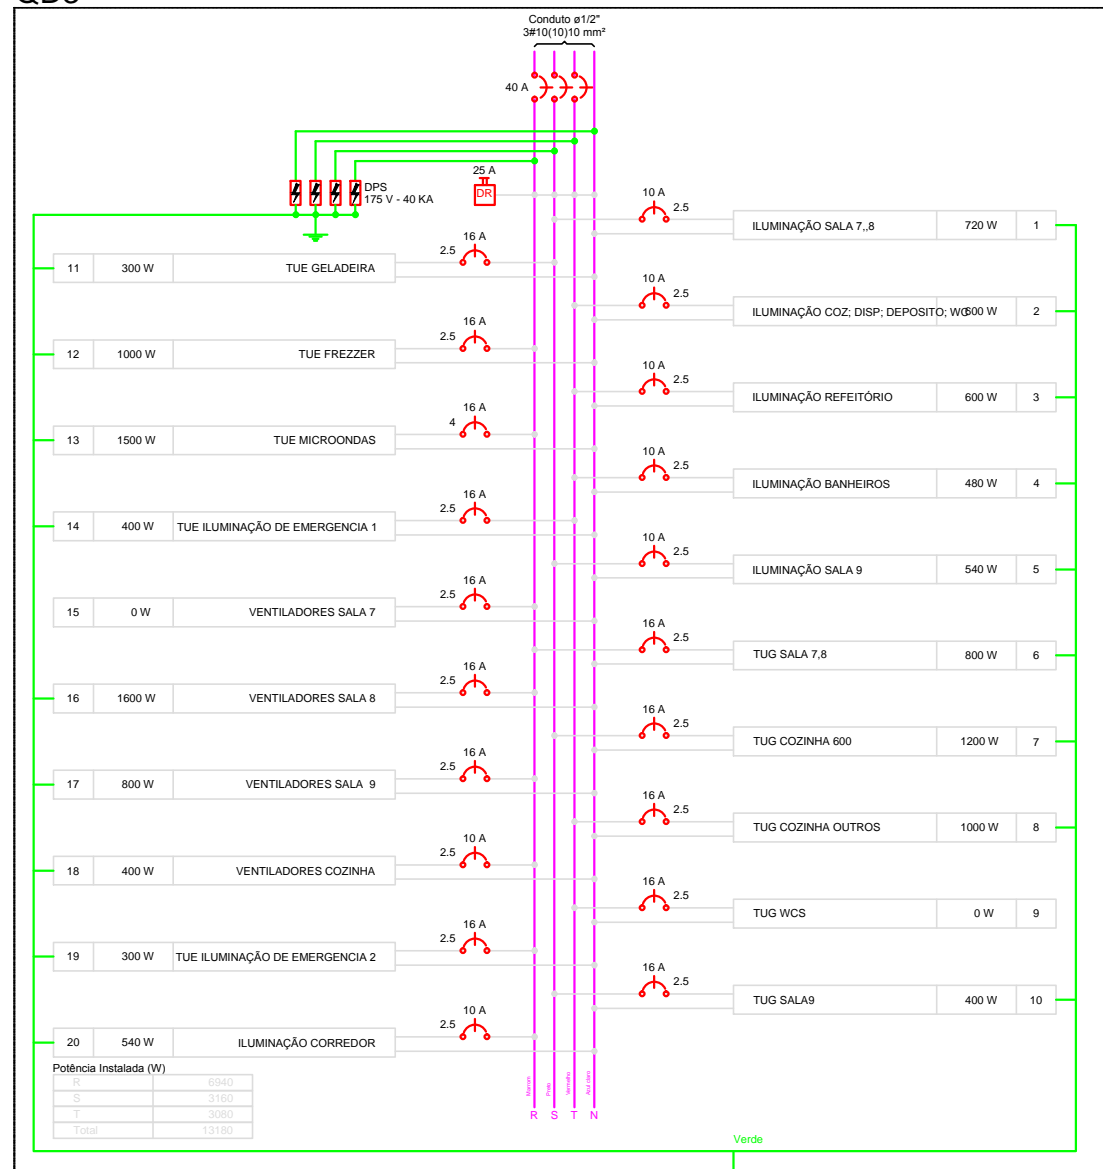 Conduto ø1/2"
3#10(10)10 mm²
40 A
DPS
175 V - 40 KA
25 A
DR
10 A
2.5
ILUMINAÇÃO SALA 7,,8 720 W 1
16 A
2.5
11 300 W TUE GELADEIRA
10 A
2.5
ILUMINAÇÃO COZ; DISP; DEPOSITO; WC 600 W 2
16 A
2.5
12 1000 W TUE FREZZER
10 A
2.5
ILUMINAÇÃO REFEITÓRIO 600 W 3
16 A
4
13 1500 W TUE MICROONDAS
10 A
2.5
ILUMINAÇÃO BANHEIROS 480 W 4
16 A
2.5
14 400 W TUE ILUMINAÇÃO DE EMERGENCIA 1
10 A
2.5
ILUMINAÇÃO SALA 9 540 W 5
16 A
2.5
15 0 W VENTILADORES SALA 7
16 A
2.5
TUG SALA 7,8 800 W 6
16 A
2.5
16 1600 W VENTILADORES SALA 8
16 A
2.5
TUG COZINHA 600 1200 W 7
16 A
2.5
17 800 W VENTILADORES SALA 9
16 A
2.5
TUG COZINHA OUTROS 1000 W 8
10 A
2.5
18 400 W VENTILADORES COZINHA
16 A
2.5
TUG WCS 0 W 9
16 A
2.5
19 300 W TUE ILUMINAÇÃO DE EMERGENCIA 2
16 A
2.5
TUG SALA9 400 W 10
10 A
2.5
20 540 W ILUMINAÇÃO CORREDOR
Potência Instalada (W)
R 6940
S 3160
T 3080
Total 13180
Marrom Preto Vermelho Azul claro
R S T N
Verde